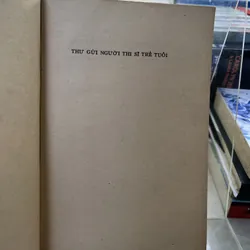 THƯ GỬI NGƯỜI THI SĨ TRẺ TUỔI